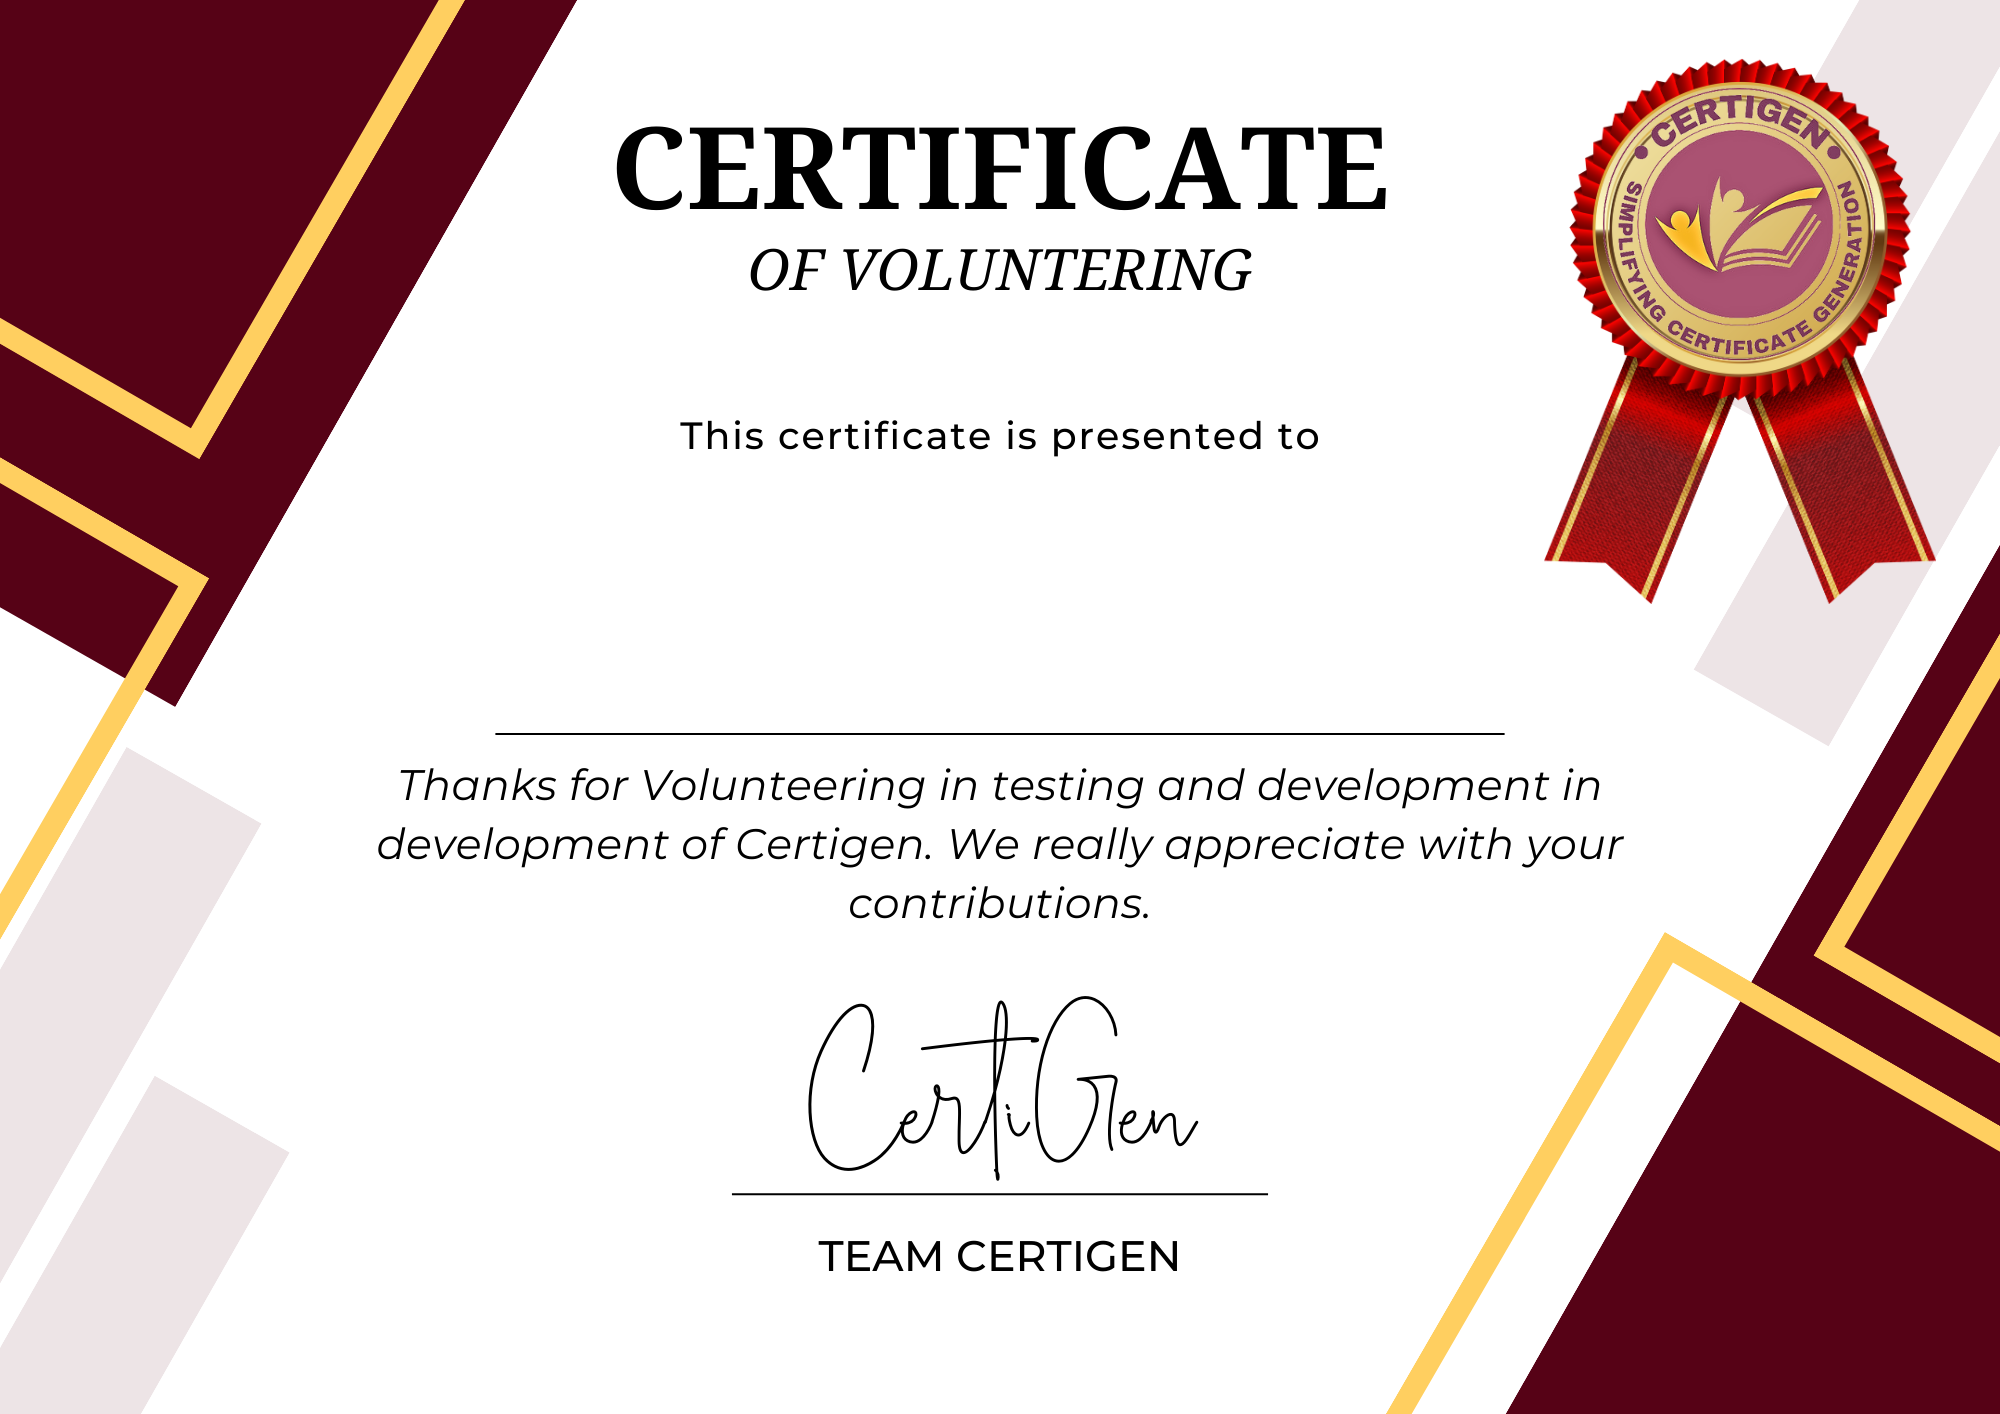 CERTIFICATE
OF VOLUNTERING
• CERTIGEN •
SIMPLIFYING CERTIFICATE GENERATION
This certificate is presented to
Thanks for Volunteering in testing and development in
development of Certigen. We really appreciate with your
contributions.
CertiGen
TEAM CERTIGEN